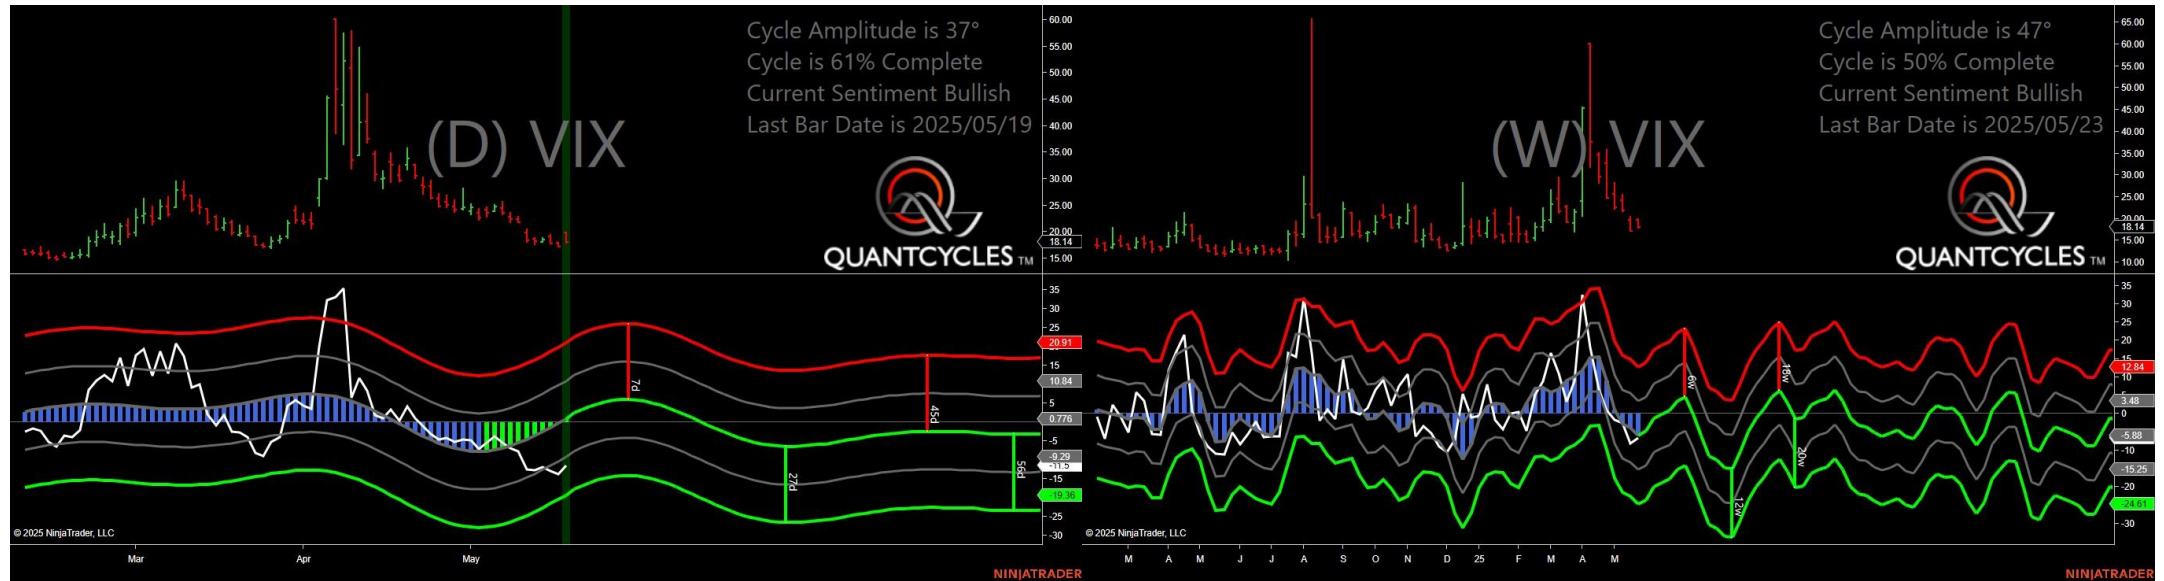 Cycle Amplitude is 37°
Cycle is 61% Complete
Current Sentiment Bullish
Last Bar Date is 2025/05/19
(D) VIX
QUANTCYCLES TM
60.00
55.00
50.00
45.00
40.00
35.00
30.00
25.00
20.00
18.14
15.00
35
30
25
20.91
15
10.84
5
0.776
-5
-9.29
-11.5
-15
-19.36
-25
-30
7d
27d
45d
56d
© 2025 NinjaTrader, LLC
Mar
Apr
May
NINJATRADER
Cycle Amplitude is 47°
Cycle is 50% Complete
Current Sentiment Bullish
Last Bar Date is 2025/05/23
(W) VIX
QUANTCYCLES TM
65.00
60.00
55.00
50.00
45.00
40.00
35.00
30.00
25.00
20.00
18.14
15.00
10.00
35
30
25
20
15
12.84
10
3.48
0
-5.88
-10
-15.25
-20
-24.61
-30
6w
12w
18w
20w
© 2025 NinjaTrader, LLC
M A M J J A S O N D 25 F M A M
NINJATRADER